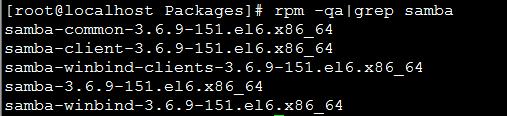 [root@localhost Packages]# rpm -qa|grep samba
samba-common-3.6.9-151.el6.x86_64
samba-client-3.6.9-151.el6.x86_64
samba-winbind-clients-3.6.9-151.el6.x86_64
samba-3.6.9-151.el6.x86_64
samba-winbind-3.6.9-151.el6.x86_64